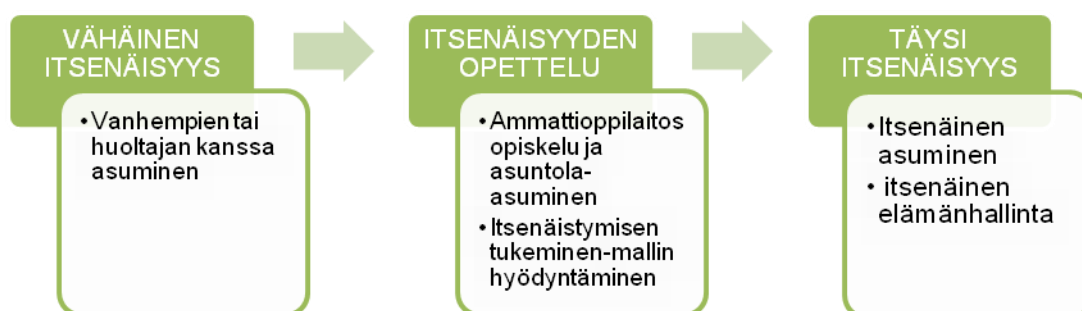 VÄHÄINEN
ITSENÄISYYS
• Vanhempien tai
huoltajan kanssa
asuminen
ITSENÄISYYDEN
OPETTELU
• Ammattioppilaitos
opiskelu ja
asuntola-
asuminen
• Itsenäistymisen
tukeminen-mallin
hyödyntäminen
TÄYSI
ITSENÄISYYS
• Itsenäinen
asuminen
• itsenäinen
elämänhallinta